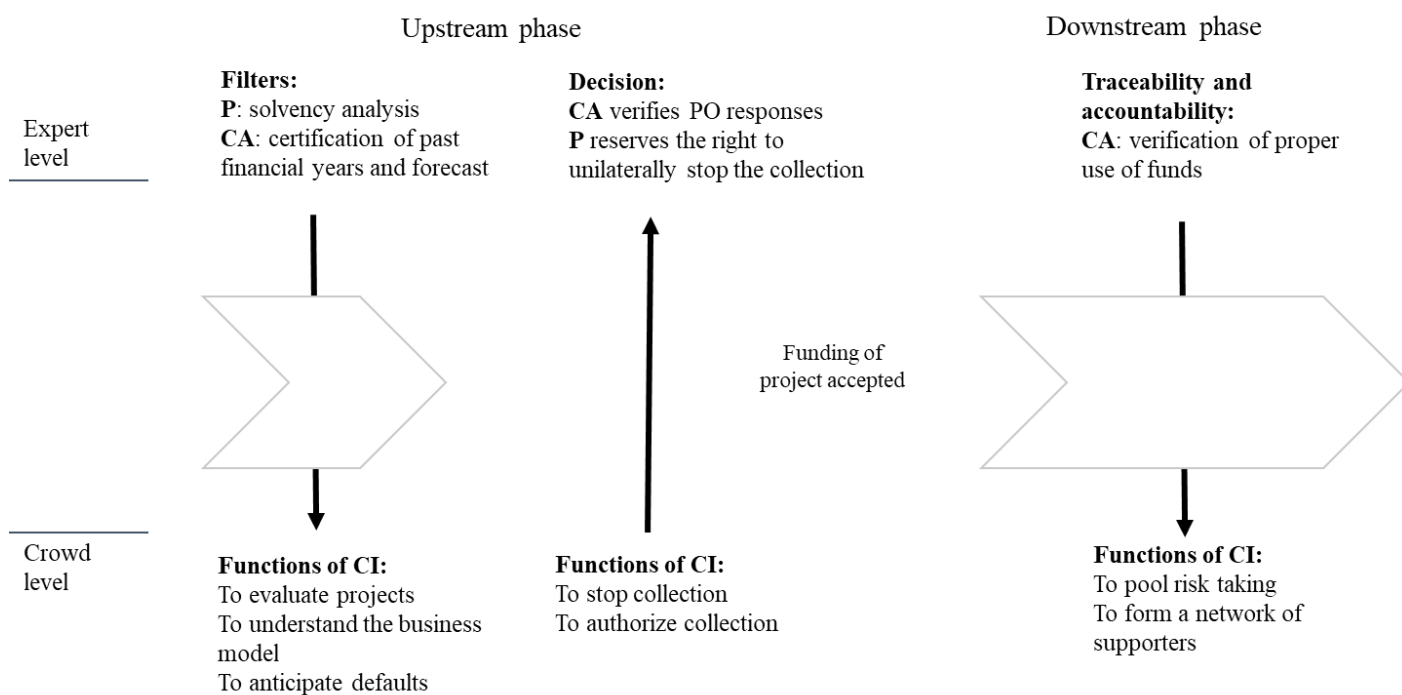 Upstream phase
Downstream phase
Expert
level
Filters:
P: solvency analysis
CA: certification of past
financial years and forecast
Decision:
CA verifies PO responses
P reserves the right to
unilaterally stop the collection
Traceability and
accountability:
CA: verification of proper
use of funds
Funding of
project accepted
Crowd
level
Functions of CI:
To evaluate projects
To understand the business
model
To anticipate defaults
Functions of CI:
To stop collection
To authorize collection
Functions of CI:
To pool risk taking
To form a network of
supporters